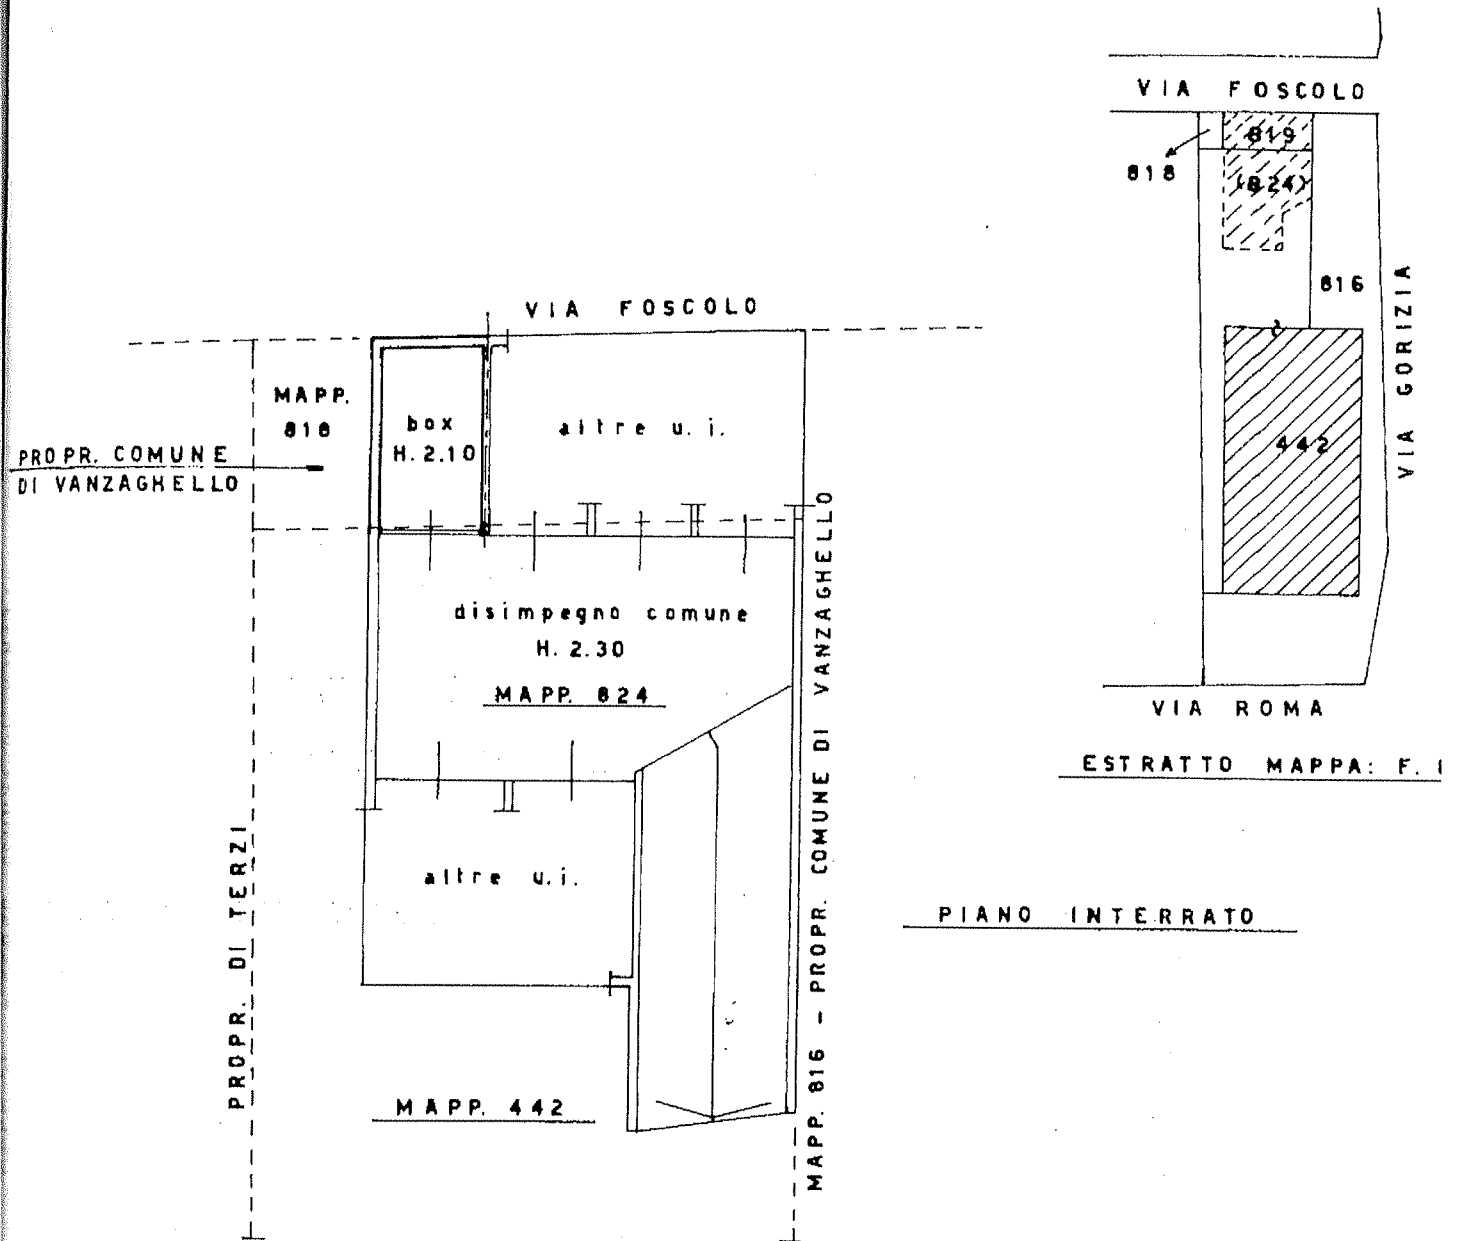 VIA FOSCOLO
819
818
(824)
816
VIA GORIZIA
442
VIA ROMA
ESTRATTO MAPPA: F. 1
VIA FOSCOLO
MAPP.
818
PROPR. COMUNE
DI VANZAGHELLO
box
H. 2.10
altre u.i.
disimpegno comune
H. 2.30
MAPP. 824
altre u.i.
PROPR. DI TERZI
MAPP. 816 - PROPR. COMUNE DI VANZAGHELLO
MAPP. 442
PIANO INTERRATO